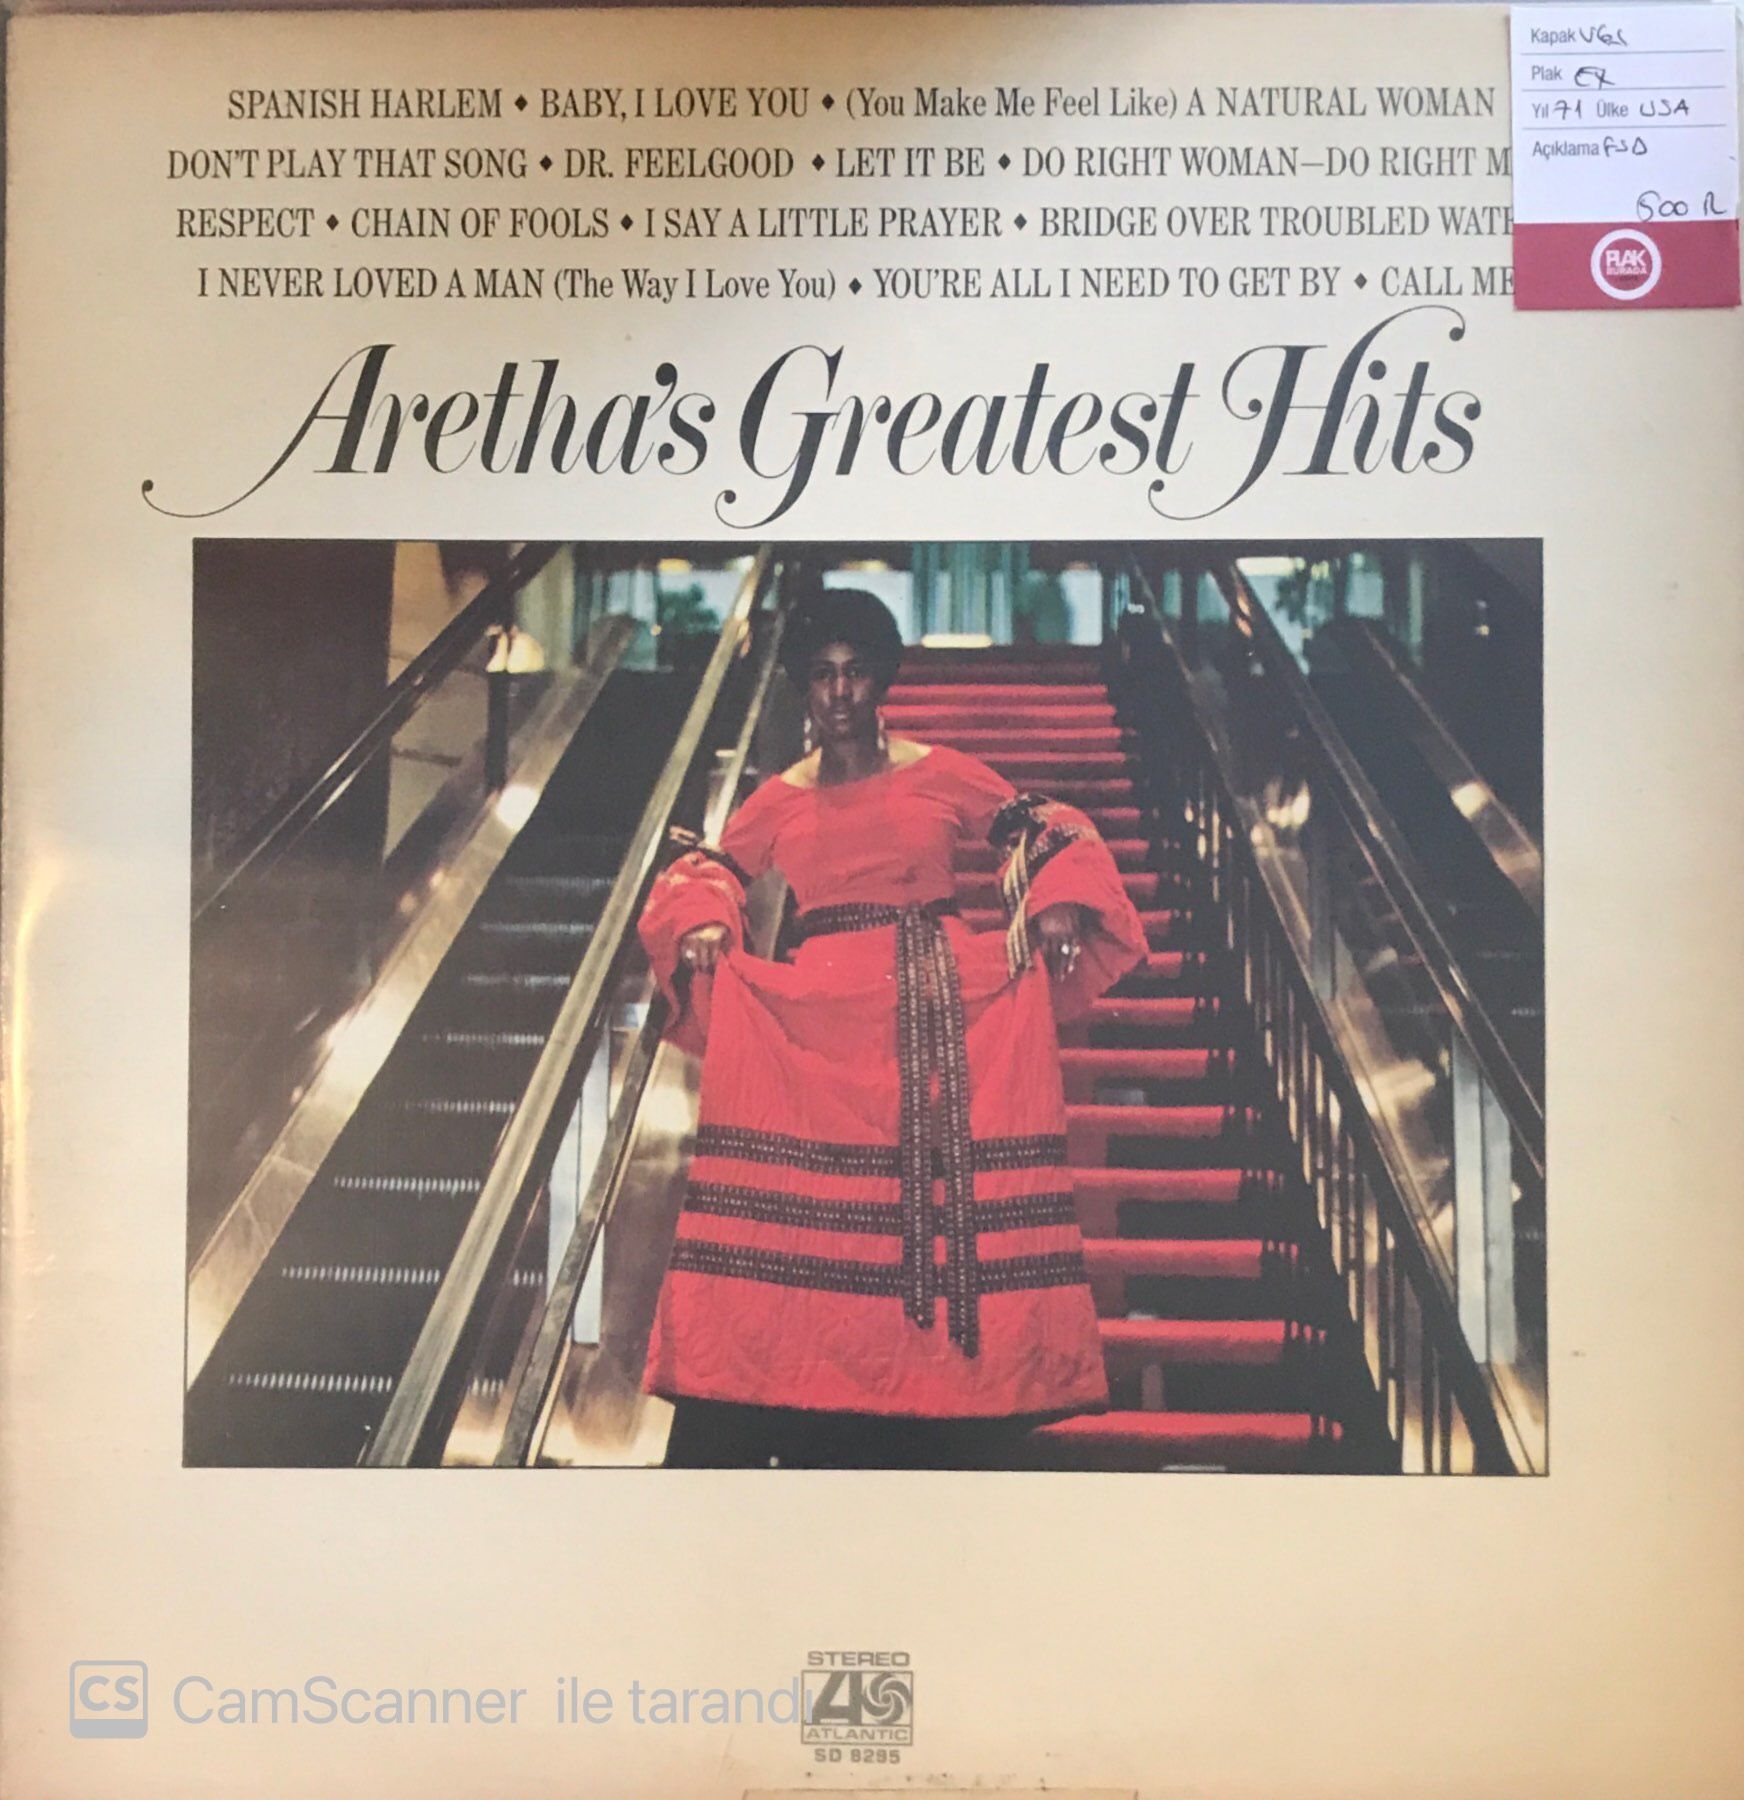 SPANISH HARLEM ♦ BABY, I LOVE YOU ♦ (You Make Me Feel Like) A NATURAL WOMAN
DON'T PLAY THAT SONG ♦ DR. FEELGOOD ♦ LET IT BE ♦ DO RIGHT WOMAN—DO RIGHT M
RESPECT ♦ CHAIN OF FOOLS ♦ I SAY A LITTLE PRAYER ♦ BRIDGE OVER TROUBLED WATE
I NEVER LOVED A MAN (The Way I Love You) ♦ YOU'RE ALL I NEED TO GET BY ♦ CALL ME
Kapak
Plak EX
Yıl 71 Ülke USA
Açıklama
PLAK
BURADA
Aretha's Greatest Hits
STEREO
ATLANTIC
SD 8295
CS CamScanner ile tarandı